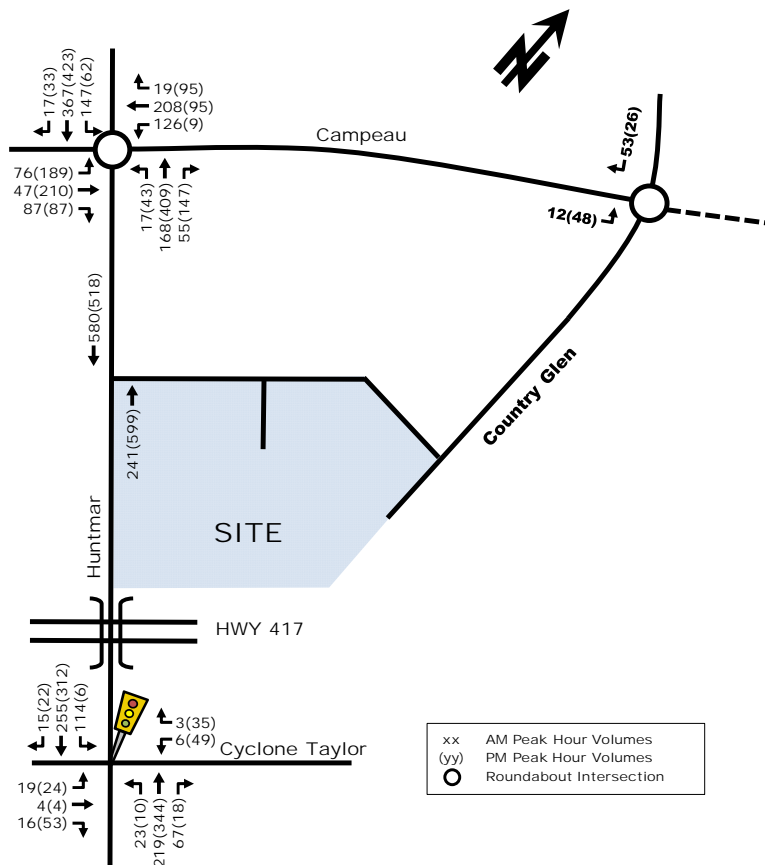 N
17(33)
367(423)
147(62)
19(95)
208(95)
126(9)
Campeau
53(26)
76(189)
47(210)
87(87)
17(43)
168(409)
55(147)
12(48)
580(518)
241(599)
Country Glen
Huntmar
SITE
HWY 417
15(22)
255(312)
114(6)
3(35)
6(49)
Cyclone Taylor
19(24)
4(4)
16(53)
23(10)
219(344)
67(18)
xx AM Peak Hour Volumes
(yy) PM Peak Hour Volumes
Roundabout Intersection